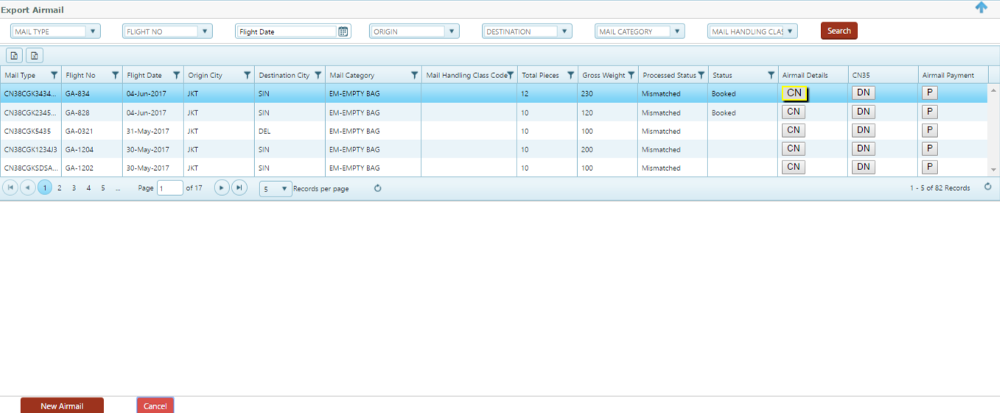 Export Airmail
MAIL TYPE FLIGHT NO Flight Date ORIGIN DESTINATION MAIL CATEGORY MAIL HANDLING CLAS Search
Mail Type Flight No Flight Date Origin City Destination City Mail Category Mail Handling Class Code Total Pieces Gross Weight Processed Status Status Airmail Details CN35 Airmail Payment
CN38CGK3434... GA-834 04-Jun-2017 JKT SIN EM-EMPTY BAG 12 230 Mismatched Booked CN DN P
CN38CGK2345... GA-828 04-Jun-2017 JKT SIN EM-EMPTY BAG 10 120 Mismatched Booked CN DN P
CN38CGK5435 GA-0321 31-May-2017 JKT DEL EM-EMPTY BAG 10 100 Mismatched CN DN P
CN38CGK1234J3 GA-1204 30-May-2017 JKT SIN EM-EMPTY BAG 10 200 Mismatched CN DN P
CN38CGKSDSA... GA-1202 30-May-2017 JKT SIN EM-EMPTY BAG 10 100 Mismatched CN DN P
1 2 3 4 5 ... Page 1 of 17 5 Records per page 1 - 5 of 82 Records
New Airmail Cancel